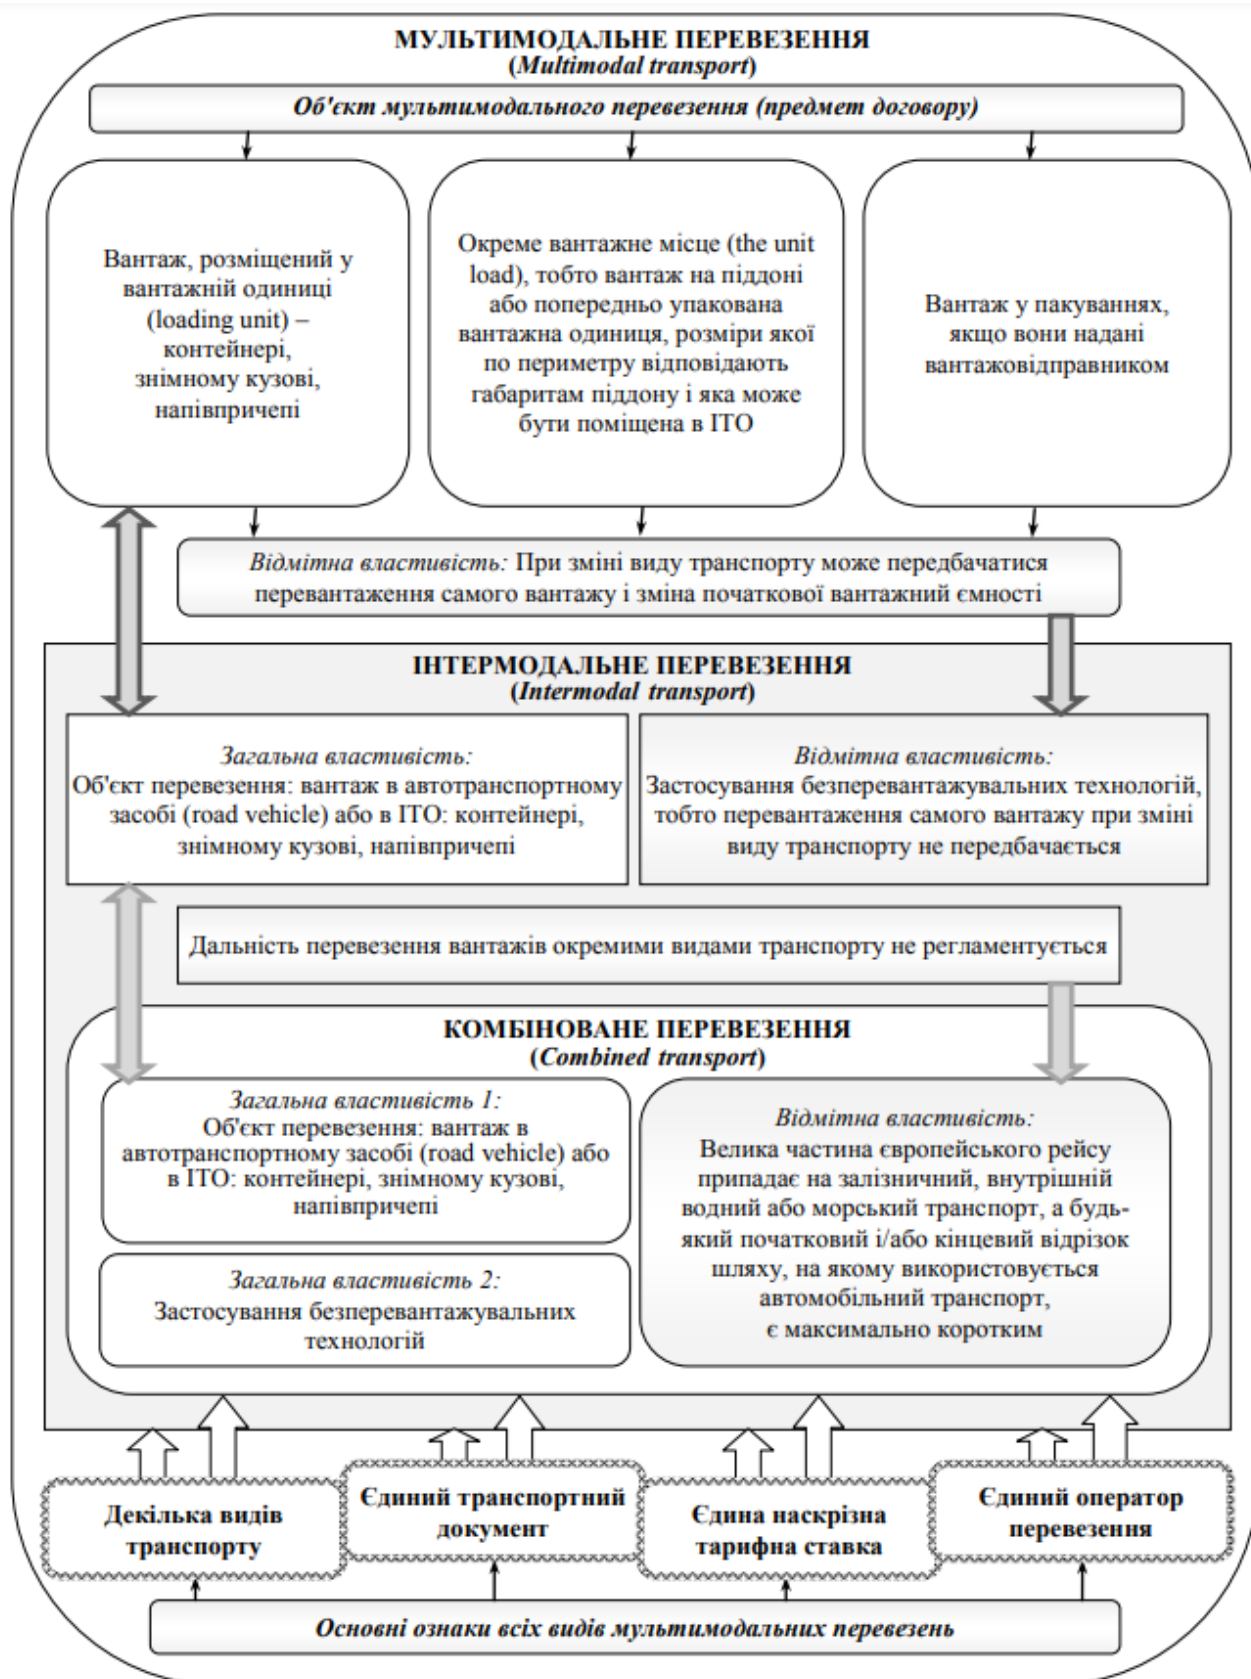 МУЛЬТИМОДАЛЬНЕ ПЕРЕВЕЗЕННЯ
(Multimodal transport)
Об'єкт мультимодального перевезення (предмет договору)
Вантаж, розміщений у
вантажній одиниці
(loading unit) –
контейнері,
знімному кузові,
напівпричепі
Окреме вантажне місце (the unit
load), тобто вантаж на піддоні
або попередньо упакована
вантажна одиниця, розміри якої
по периметру відповідають
габаритам піддону і яка може
бути поміщена в ІТО
Вантаж у пакуваннях,
якщо вони надані
вантажовідправником
Відмітна властивість: При зміні виду транспорту може передбачатися
перевантаження самого вантажу і зміна початкової вантажний ємності
ІНТЕРМОДАЛЬНЕ ПЕРЕВЕЗЕННЯ
(Intermodal transport)
Загальна властивість:
Об'єкт перевезення: вантаж в автотранспортному
засобі (road vehicle) або в ІТО: контейнері,
знімному кузові, напівпричепі
Відмітна властивість:
Застосування безперевантажувальних технологій,
тобто перевантаження самого вантажу при зміні
виду транспорту не передбачається
Дальність перевезення вантажів окремими видами транспорту не регламентується
КОМБІНОВАНЕ ПЕРЕВЕЗЕННЯ
(Combined transport)
Загальна властивість 1:
Об'єкт перевезення: вантаж в
автотранспортному засобі (road vehicle) або
в ІТО: контейнері, знімному кузові,
напівпричепі
Загальна властивість 2:
Застосування безперевантажувальних
технологій
Відмітна властивість:
Велика частина європейського рейсу
припадає на залізничний, внутрішній
водний або морський транспорт, а будь-
який початковий і/або кінцевий відрізок
шляху, на якому використовується
автомобільний транспорт,
є максимально коротким
Декілька видів
транспорту
Єдиний транспортний
документ
Єдина наскрізна
тарифна ставка
Єдиний оператор
перевезення
Основні ознаки всіх видів мультимодальних перевезень